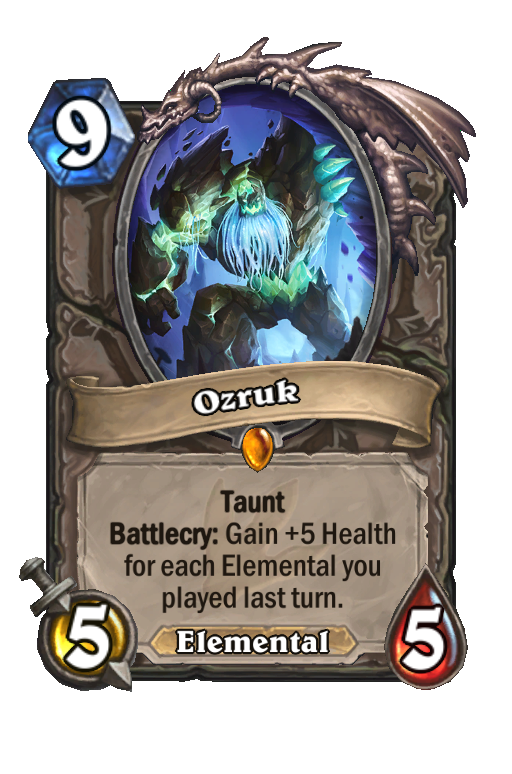 9
Ozruk
Taunt
Battlecry: Gain +5 Health
for each Elemental you
played last turn.
5
Elemental
5